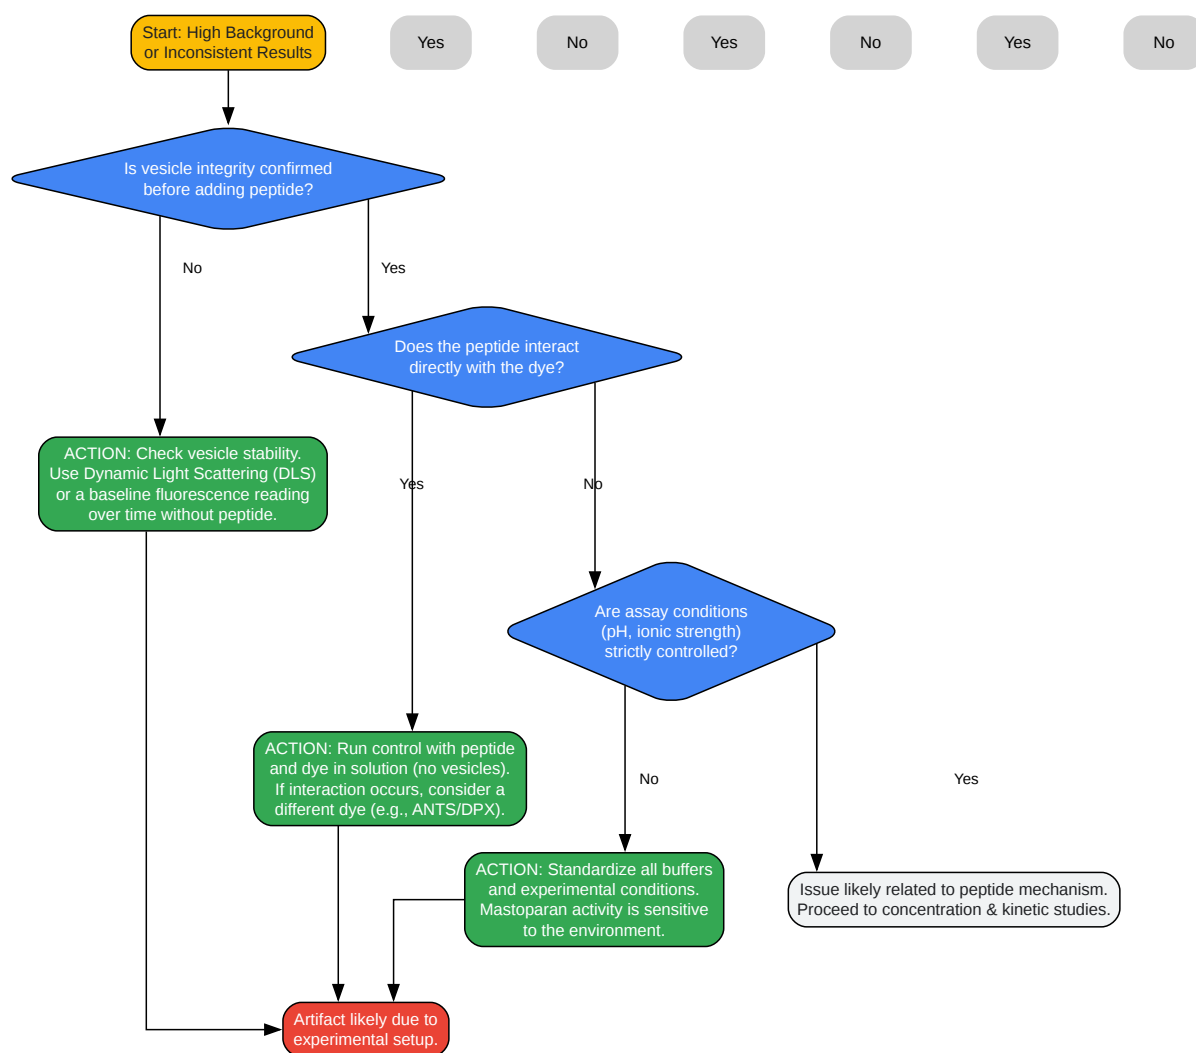 Start: High Background
or Inconsistent Results
Yes
No
Yes
No
Yes
No
Is vesicle integrity confirmed
before adding peptide?
No
Yes
Does the peptide interact
directly with the dye?
ACTION: Check vesicle stability.
Use Dynamic Light Scattering (DLS)
or a baseline fluorescence reading
over time without peptide.
Yes
No
Are assay conditions
(pH, ionic strength)
strictly controlled?
ACTION: Run control with peptide
and dye in solution (no vesicles).
If interaction occurs, consider a
different dye (e.g., ANTS/DPX).
No
Yes
ACTION: Standardize all buffers
and experimental conditions.
Mastoparan activity is sensitive
to the environment.
Issue likely related to peptide mechanism.
Proceed to concentration & kinetic studies.
Artifact likely due to
experimental setup.